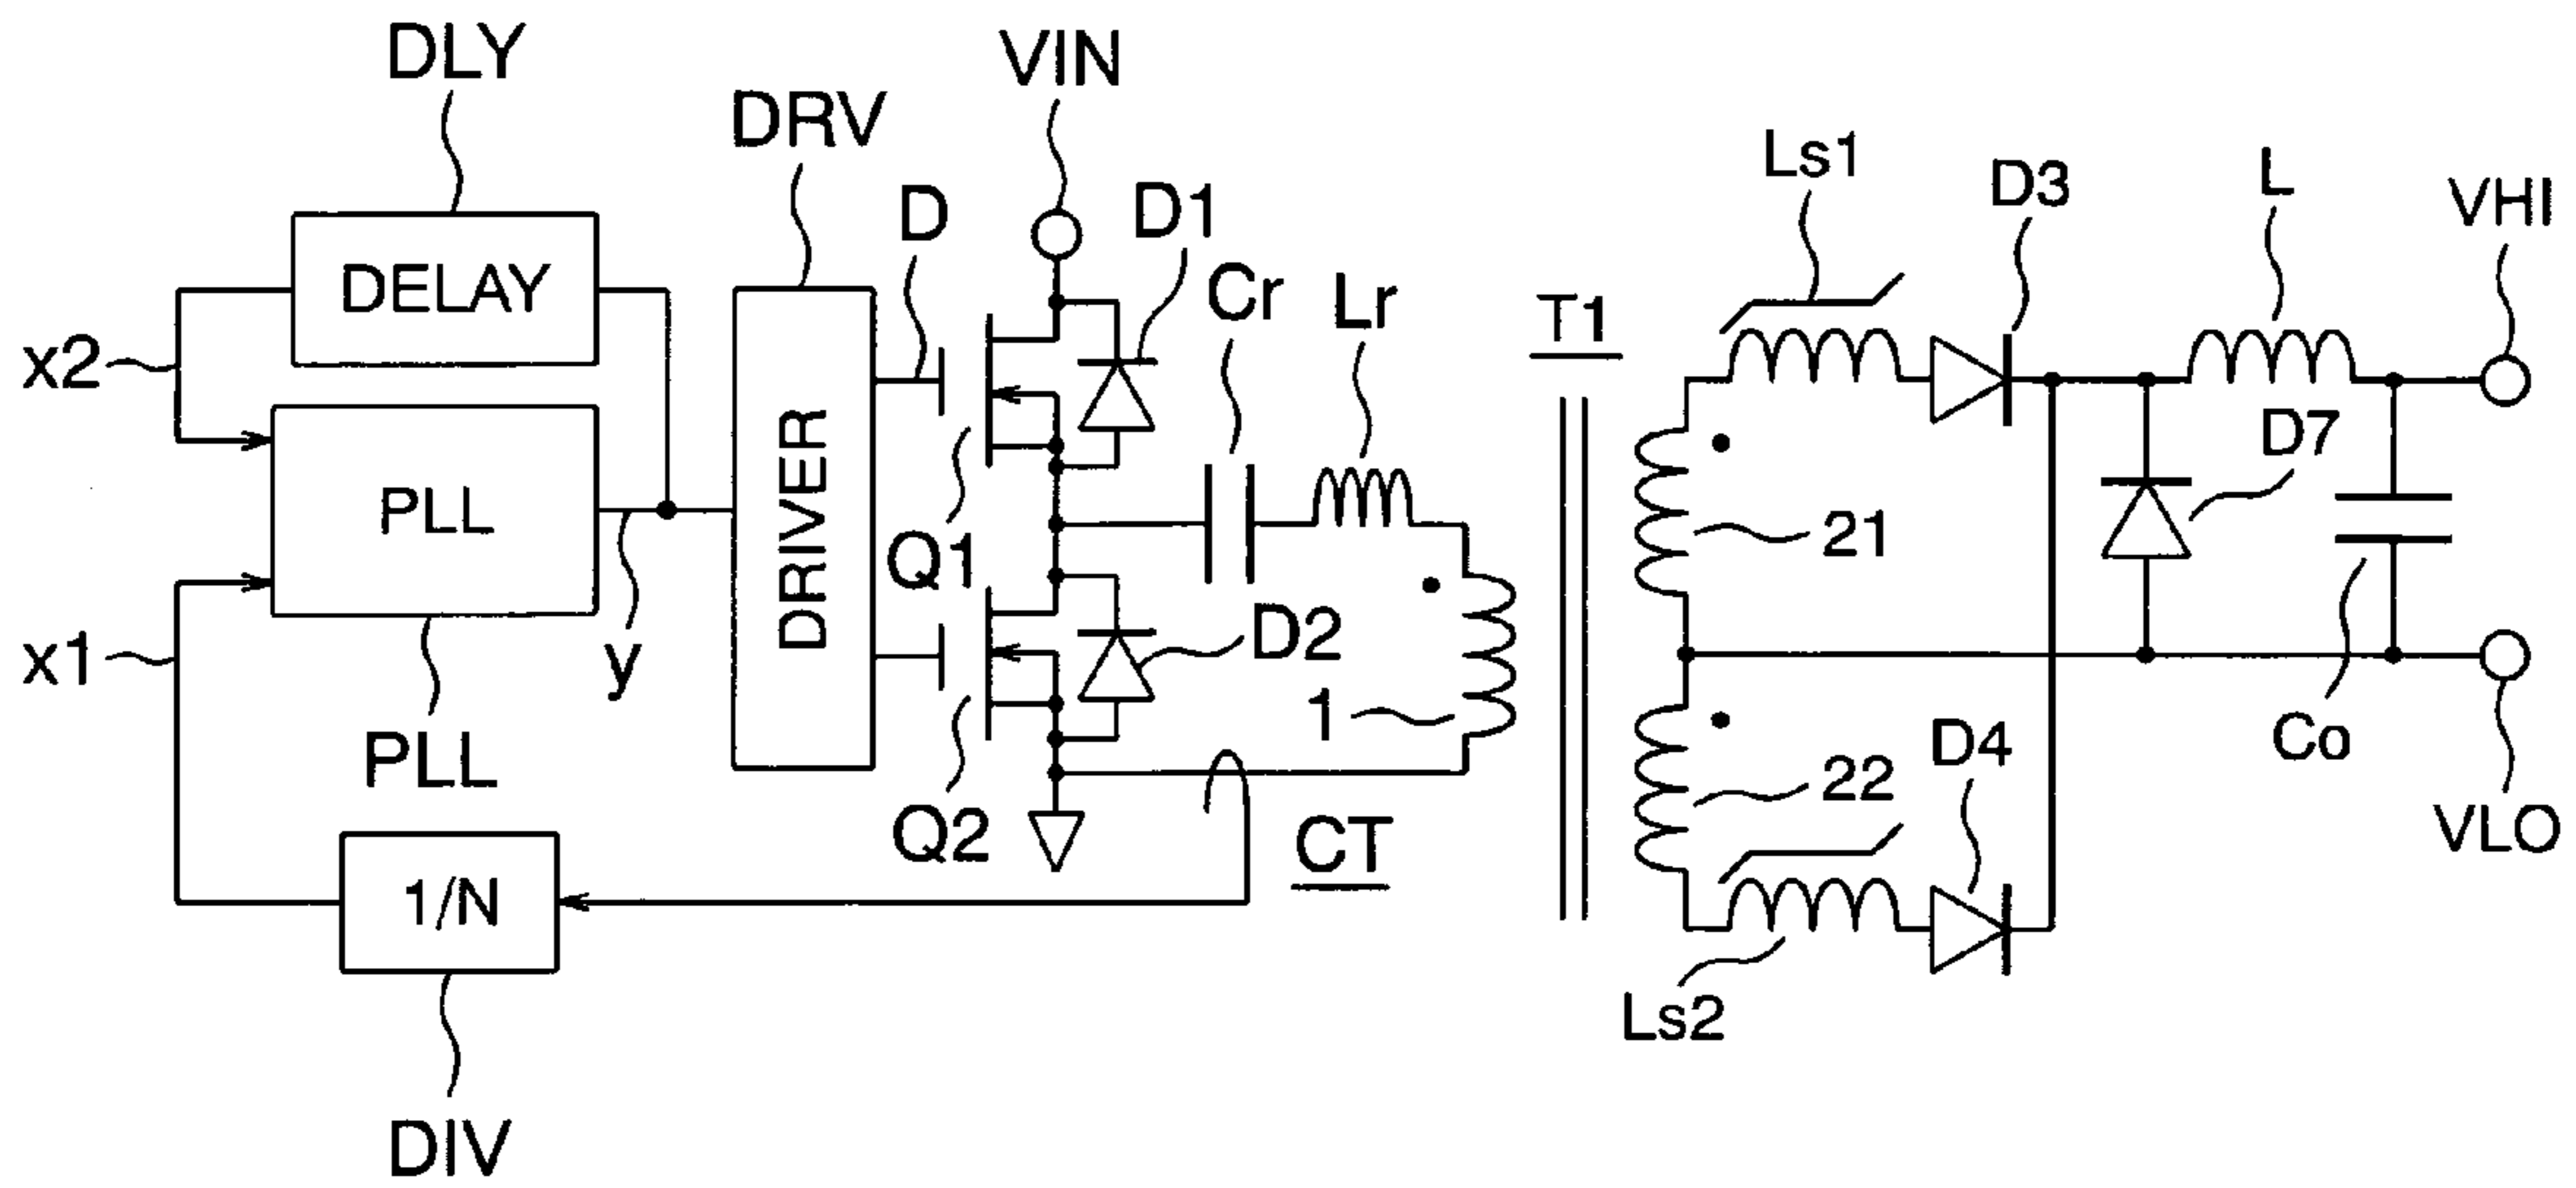 DLY
VIN
DRV
Ls1
D3
L
VHI
D
D1
DELAY
Cr
Lr
T1
x2
D7
PLL
DRIVER
Q1
21
x1
y
D2
1
Co
PLL
Q2
22
D4
CT
VLO
1/N
Ls2
DIV